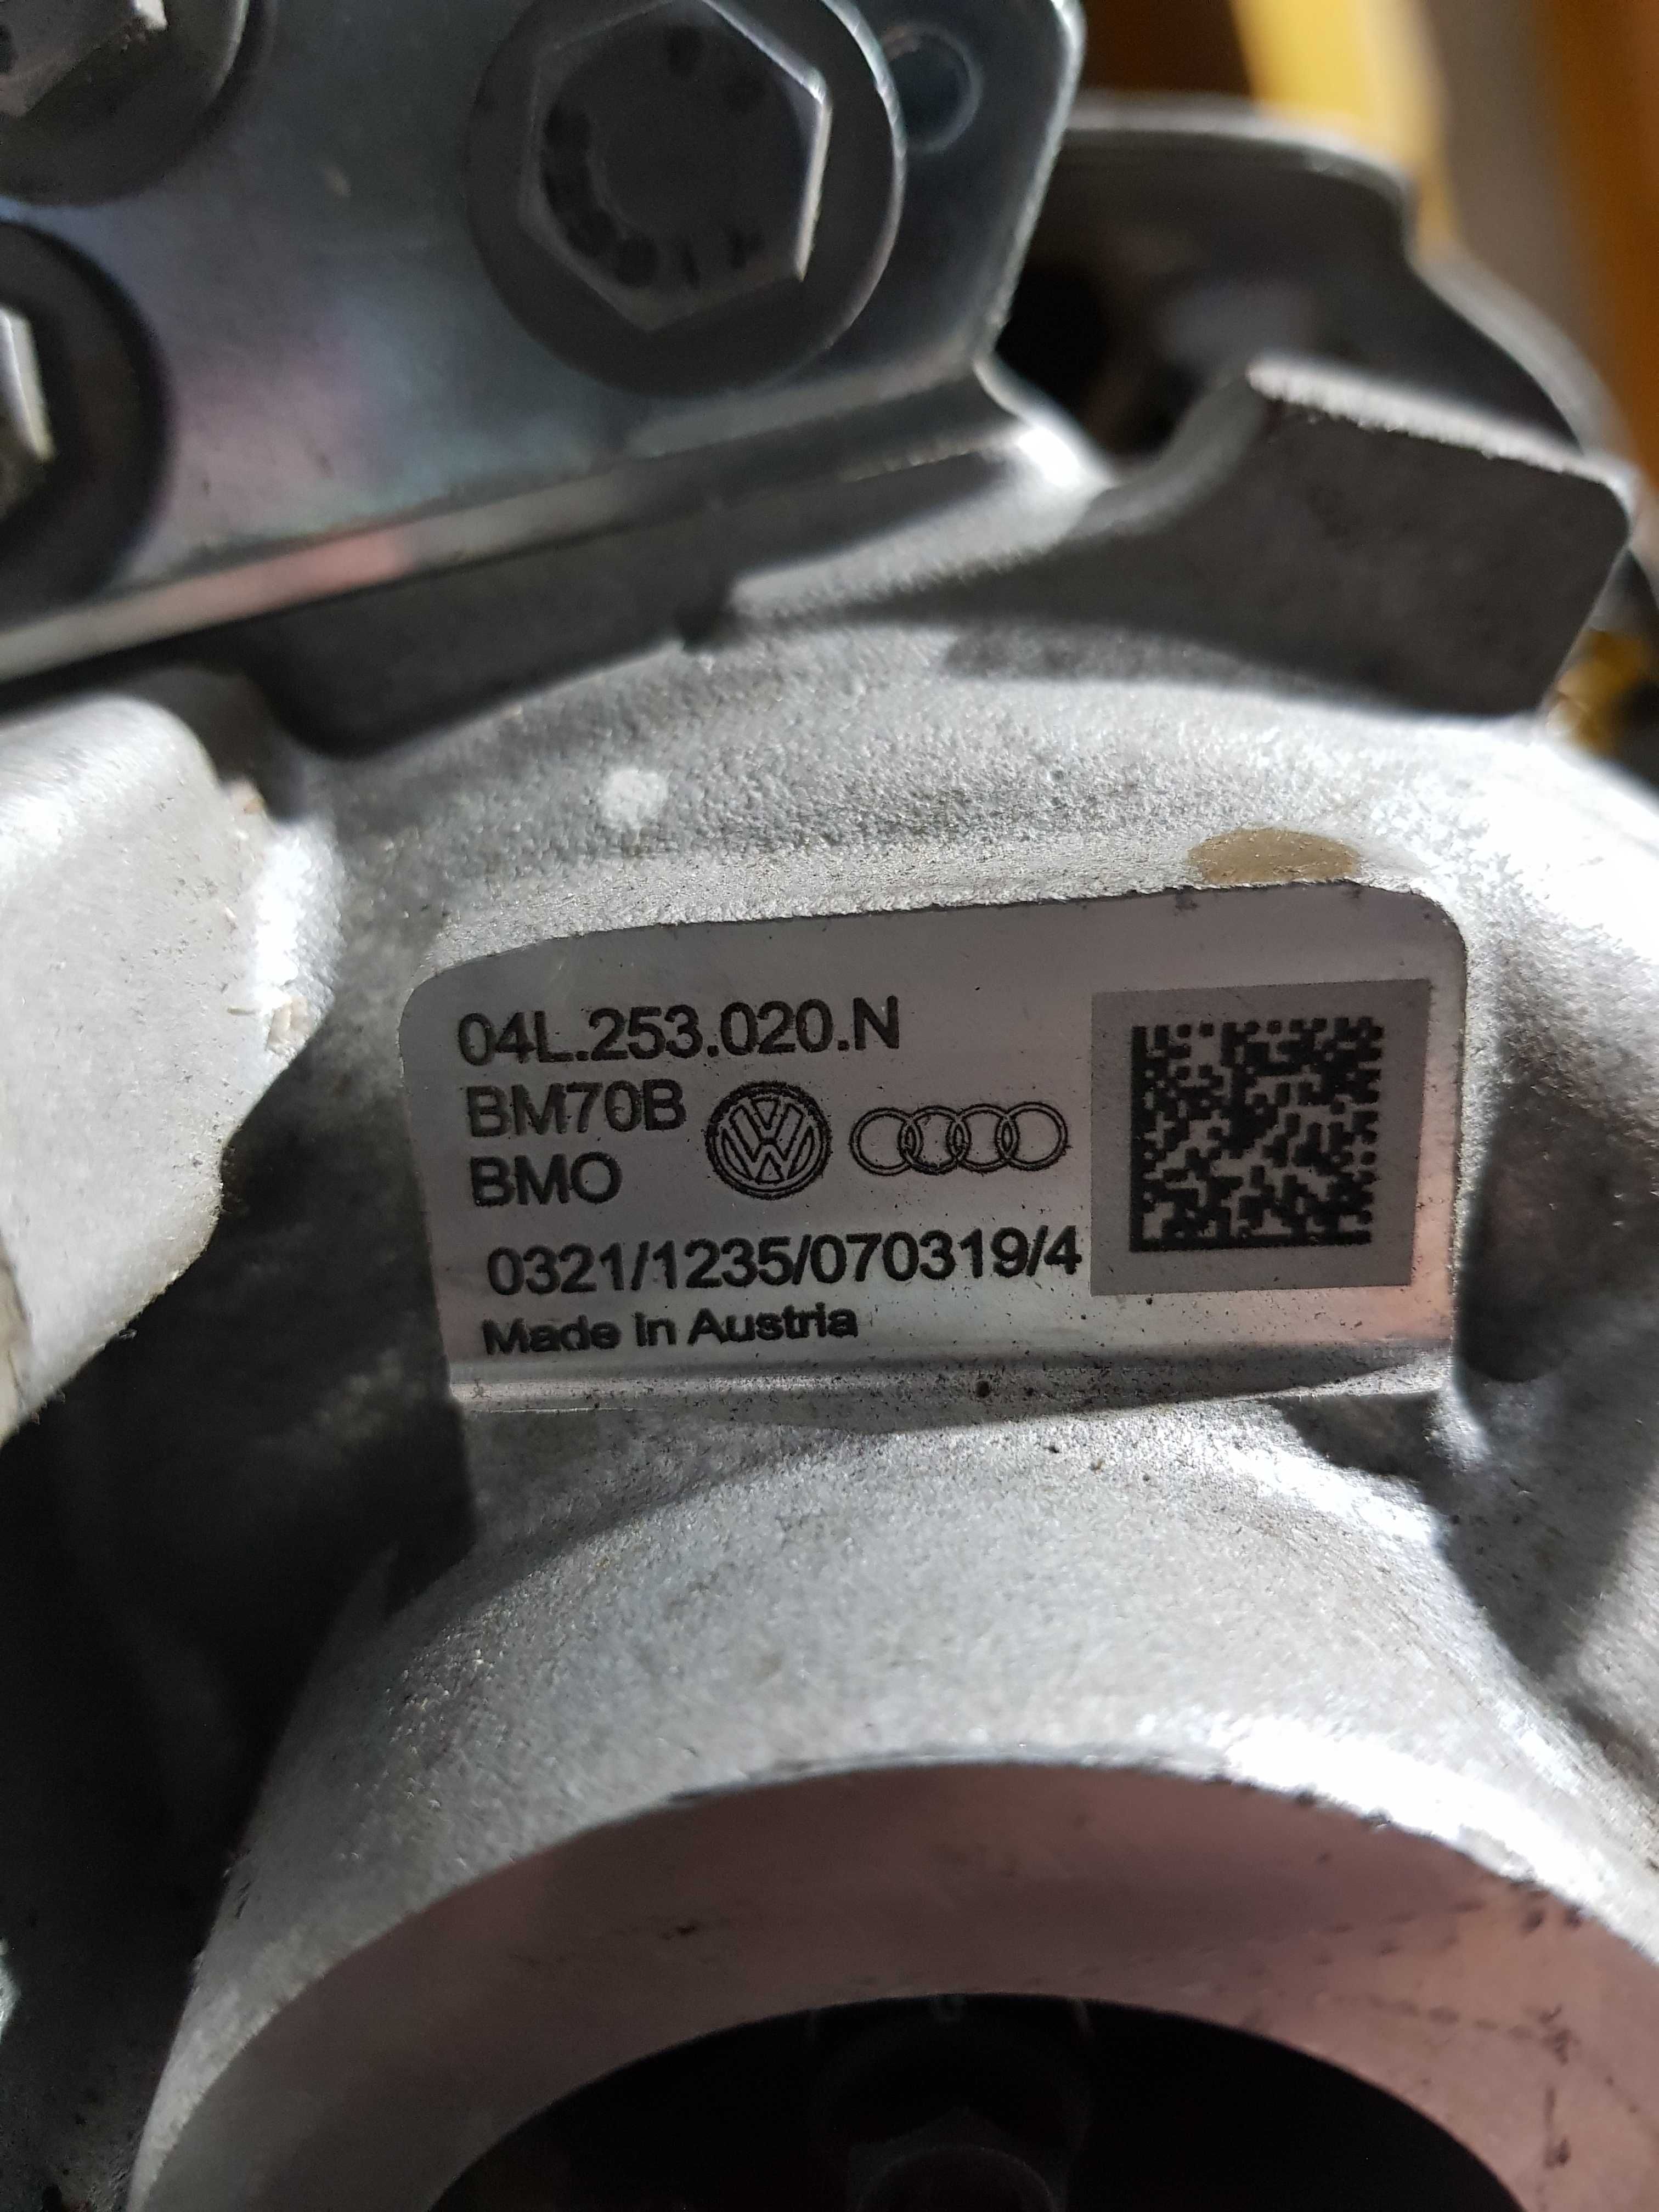 04L.253.020.N
BM70B
BMO
0321/1235/070319/4
Made in Austria